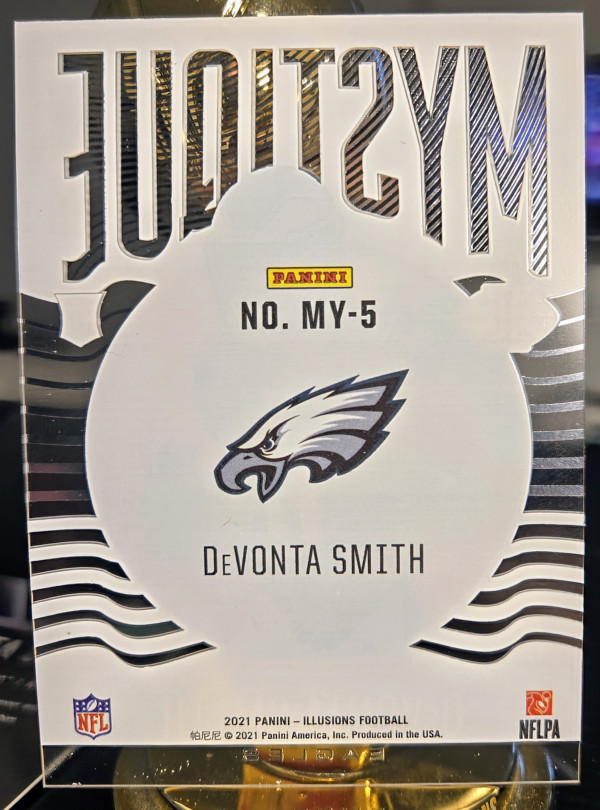 MYSTIQUE
PANINI
NO. MY-5
DeVONTA SMITH
NFL
2021 PANINI – ILLUSIONS FOOTBALL
帕尼尼 © 2021 Panini America, Inc. Produced in the USA.
NFLPA
EAGLES